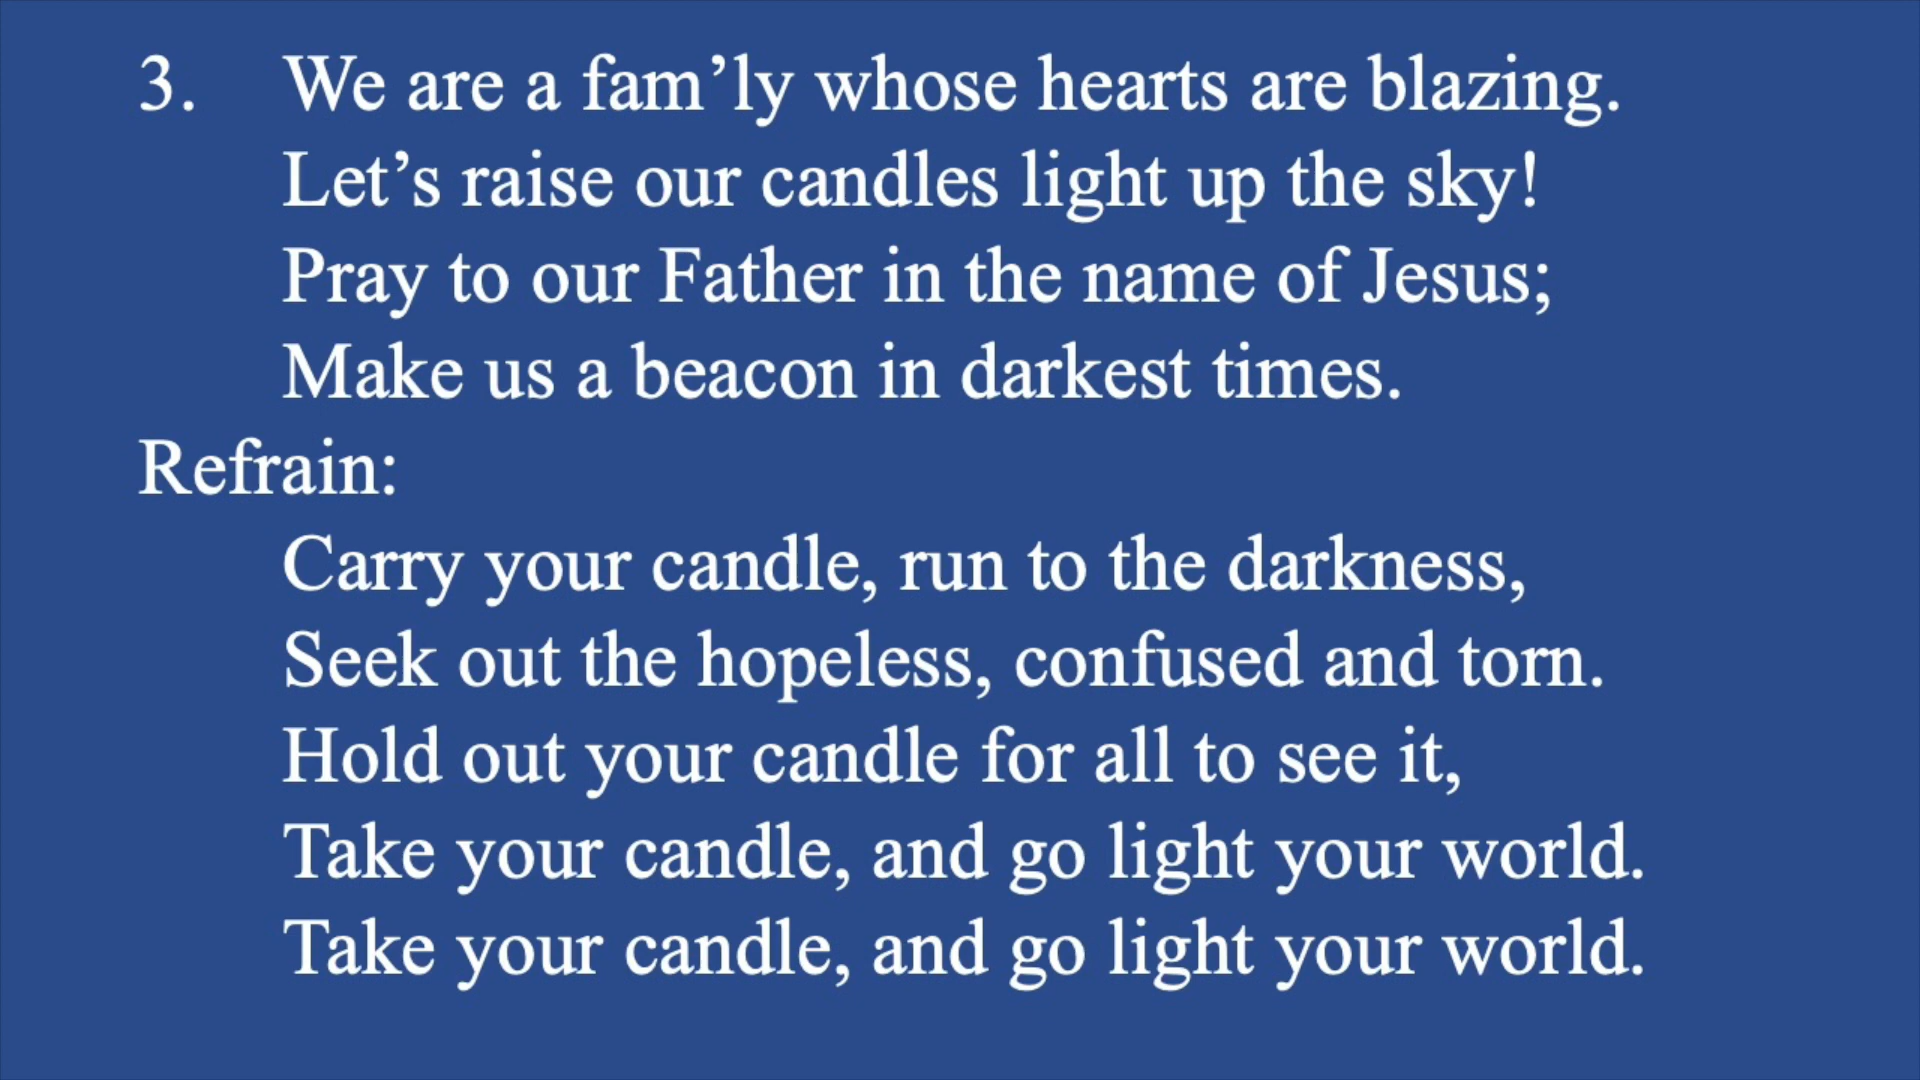 3. We are a fam’ly whose hearts are blazing.
Let’s raise our candles light up the sky!
Pray to our Father in the name of Jesus;
Make us a beacon in darkest times.
Refrain:
Carry your candle, run to the darkness,
Seek out the hopeless, confused and torn.
Hold out your candle for all to see it,
Take your candle, and go light your world.
Take your candle, and go light your world.